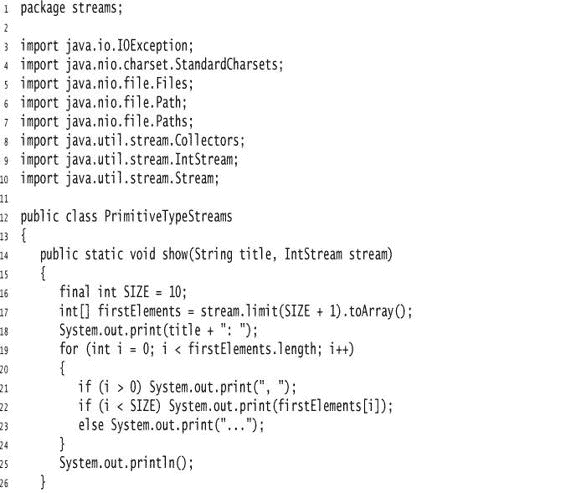 1 package streams;
2
3 import java.io.IOException;
4 import java.nio.charset.StandardCharsets;
5 import java.nio.file.Files;
6 import java.nio.file.Path;
7 import java.nio.file.Paths;
8 import java.util.stream.Collectors;
9 import java.util.stream.IntStream;
10 import java.util.stream.Stream;
11
12 public class PrimitiveTypeStreams
13 {
14    public static void show(String title, IntStream stream)
15    {
16       final int SIZE = 10;
17       int[] firstElements = stream.limit(SIZE + 1).toArray();
18       System.out.print(title + ": ");
19       for (int i = 0; i < firstElements.length; i++)
20       {
21          if (i > 0) System.out.print(", ");
22          if (i < SIZE) System.out.print(firstElements[i]);
23          else System.out.print("...");
24       }
25       System.out.println();
26    }